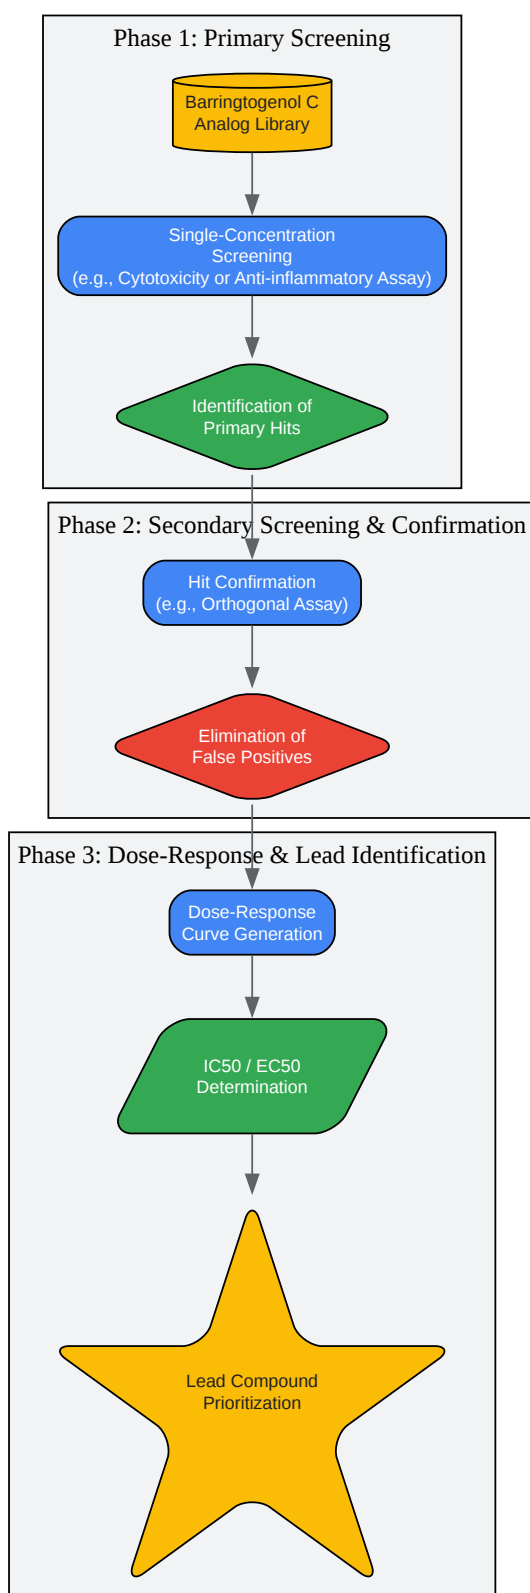 Phase 1: Primary Screening
Barringtogenol C
Analog Library
Single-Concentration
Screening
(e.g., Cytotoxicity or Anti-inflammatory Assay)
Identification of
Primary Hits
Phase 2: Secondary Screening & Confirmation
Hit Confirmation
(e.g., Orthogonal Assay)
Elimination of
False Positives
Phase 3: Dose-Response & Lead Identification
Dose-Response
Curve Generation
IC50 / EC50
Determination
Lead Compound
Prioritization